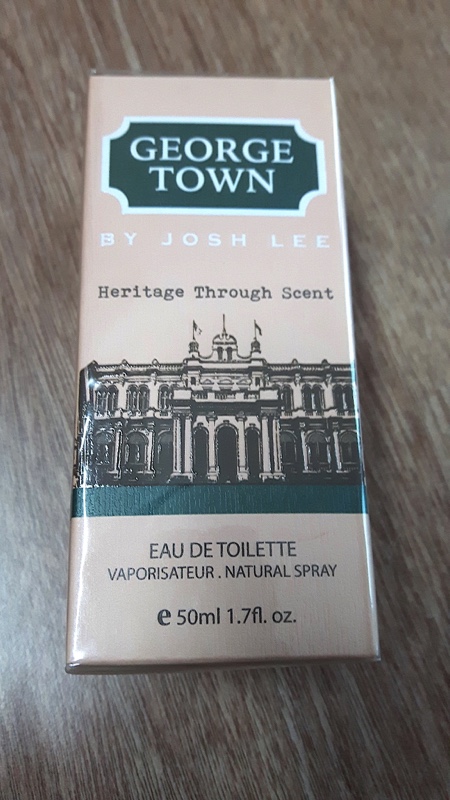 GEORGE
TOWN
BY JOSH LEE
Heritage Through Scent
EAU DE TOILETTE
VAPORISATEUR . NATURAL SPRAY
e 50ml 1.7fl. oz.